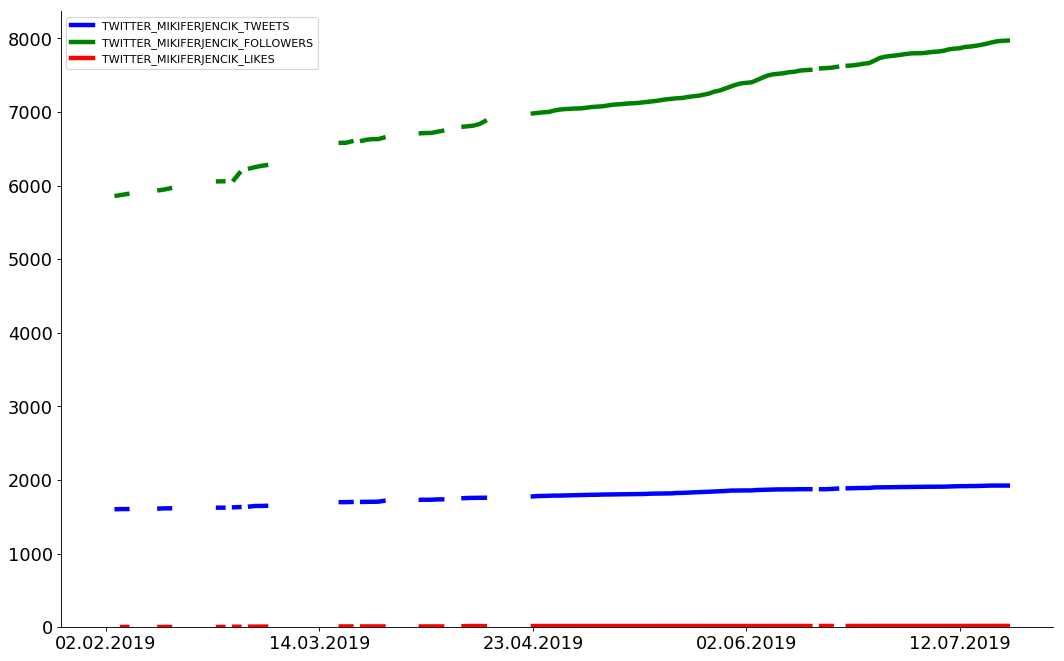 TWITTER_MIKIFERJENCIK_TWEETS
TWITTER_MIKIFERJENCIK_FOLLOWERS
TWITTER_MIKIFERJENCIK_LIKES
8000
7000
6000
5000
4000
3000
2000
1000
0
02.02.2019 14.03.2019 23.04.2019 02.06.2019 12.07.2019